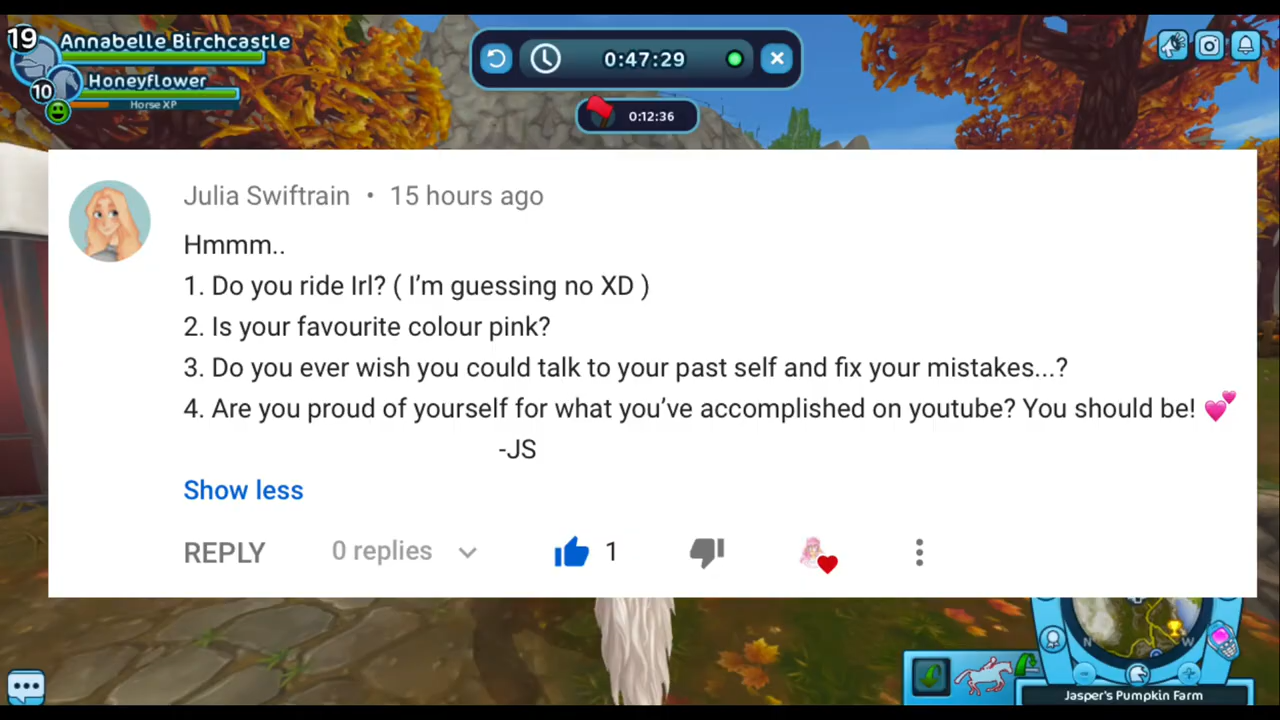 19
Annabelle Birchcastle
Honeyflower
10
Horse XP
0:47:29
0:12:36
Julia Swiftrain • 15 hours ago
Hmmm..
1. Do you ride Irl? ( I’m guessing no XD )
2. Is your favourite colour pink?
3. Do you ever wish you could talk to your past self and fix your mistakes...?
4. Are you proud of yourself for what you’ve accomplished on youtube? You should be! 💕
-JS
Show less
REPLY 0 replies 1
N W
Jasper's Pumpkin Farm